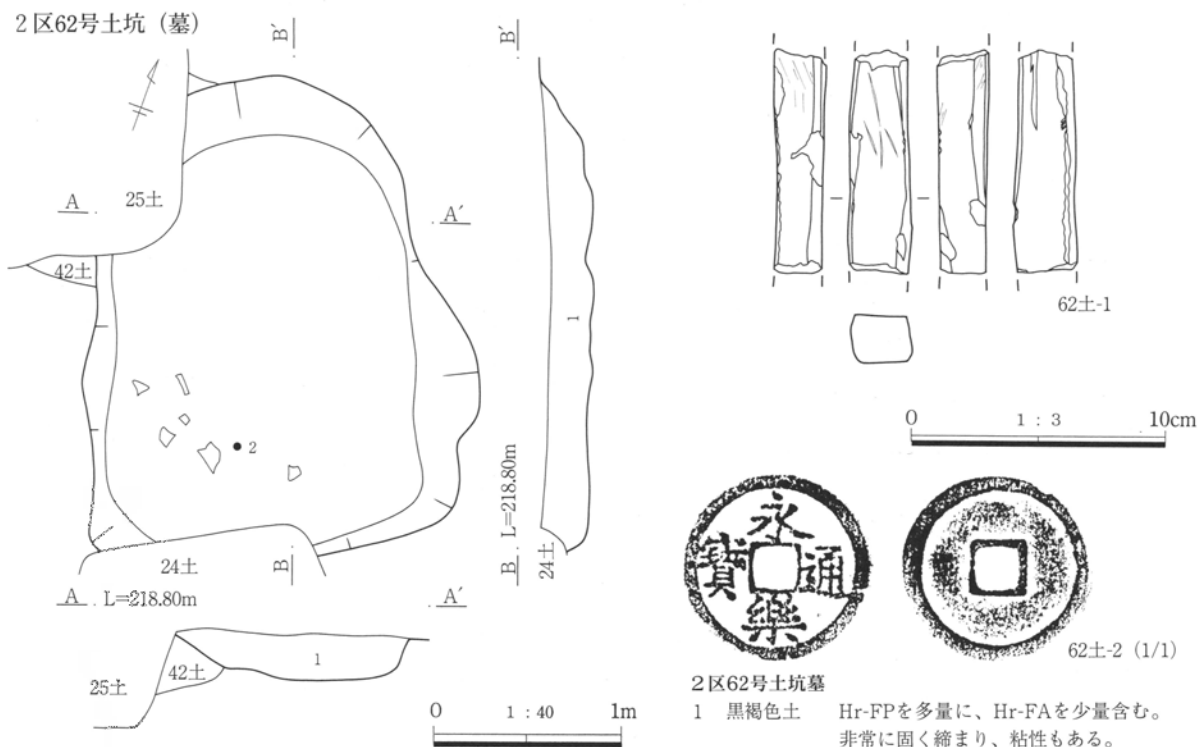 2区62号土坑（墓）
B′
B′
A
25土
A′
42土
1
2
24土
B
B L=218.80m
24土
A L=218.80m
A′
25土
42土
1
0 1：40 1m
62土-1
0 1：3 10cm
永樂通寳
62土-2（1/1）
2区62号土坑墓
1 黒褐色土 Hr-FPを多量に、Hr-FAを少量含む。
非常に固く締まり、粘性もある。